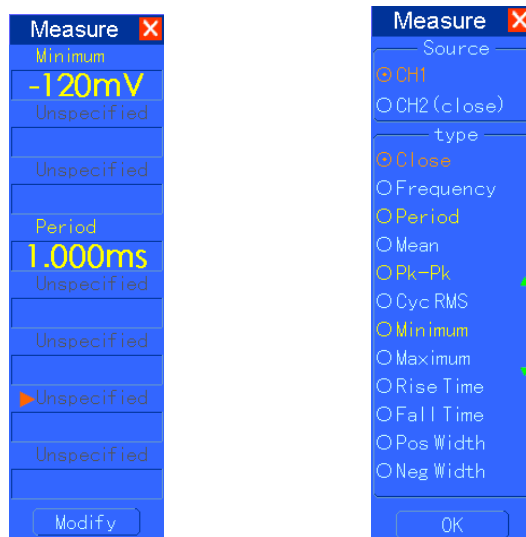 Measure X
Minimum
-120mV
Unspecified
Unspecified
Period
1.000ms
Unspecified
Unspecified
Unspecified
Unspecified
Modify
Measure X
Source
CH1
CH2(close)
type
Close
Frequency
Period
Mean
Pk-Pk
Cyc RMS
Minimum
Maximum
Rise Time
Fall Time
Pos Width
Neg Width
OK